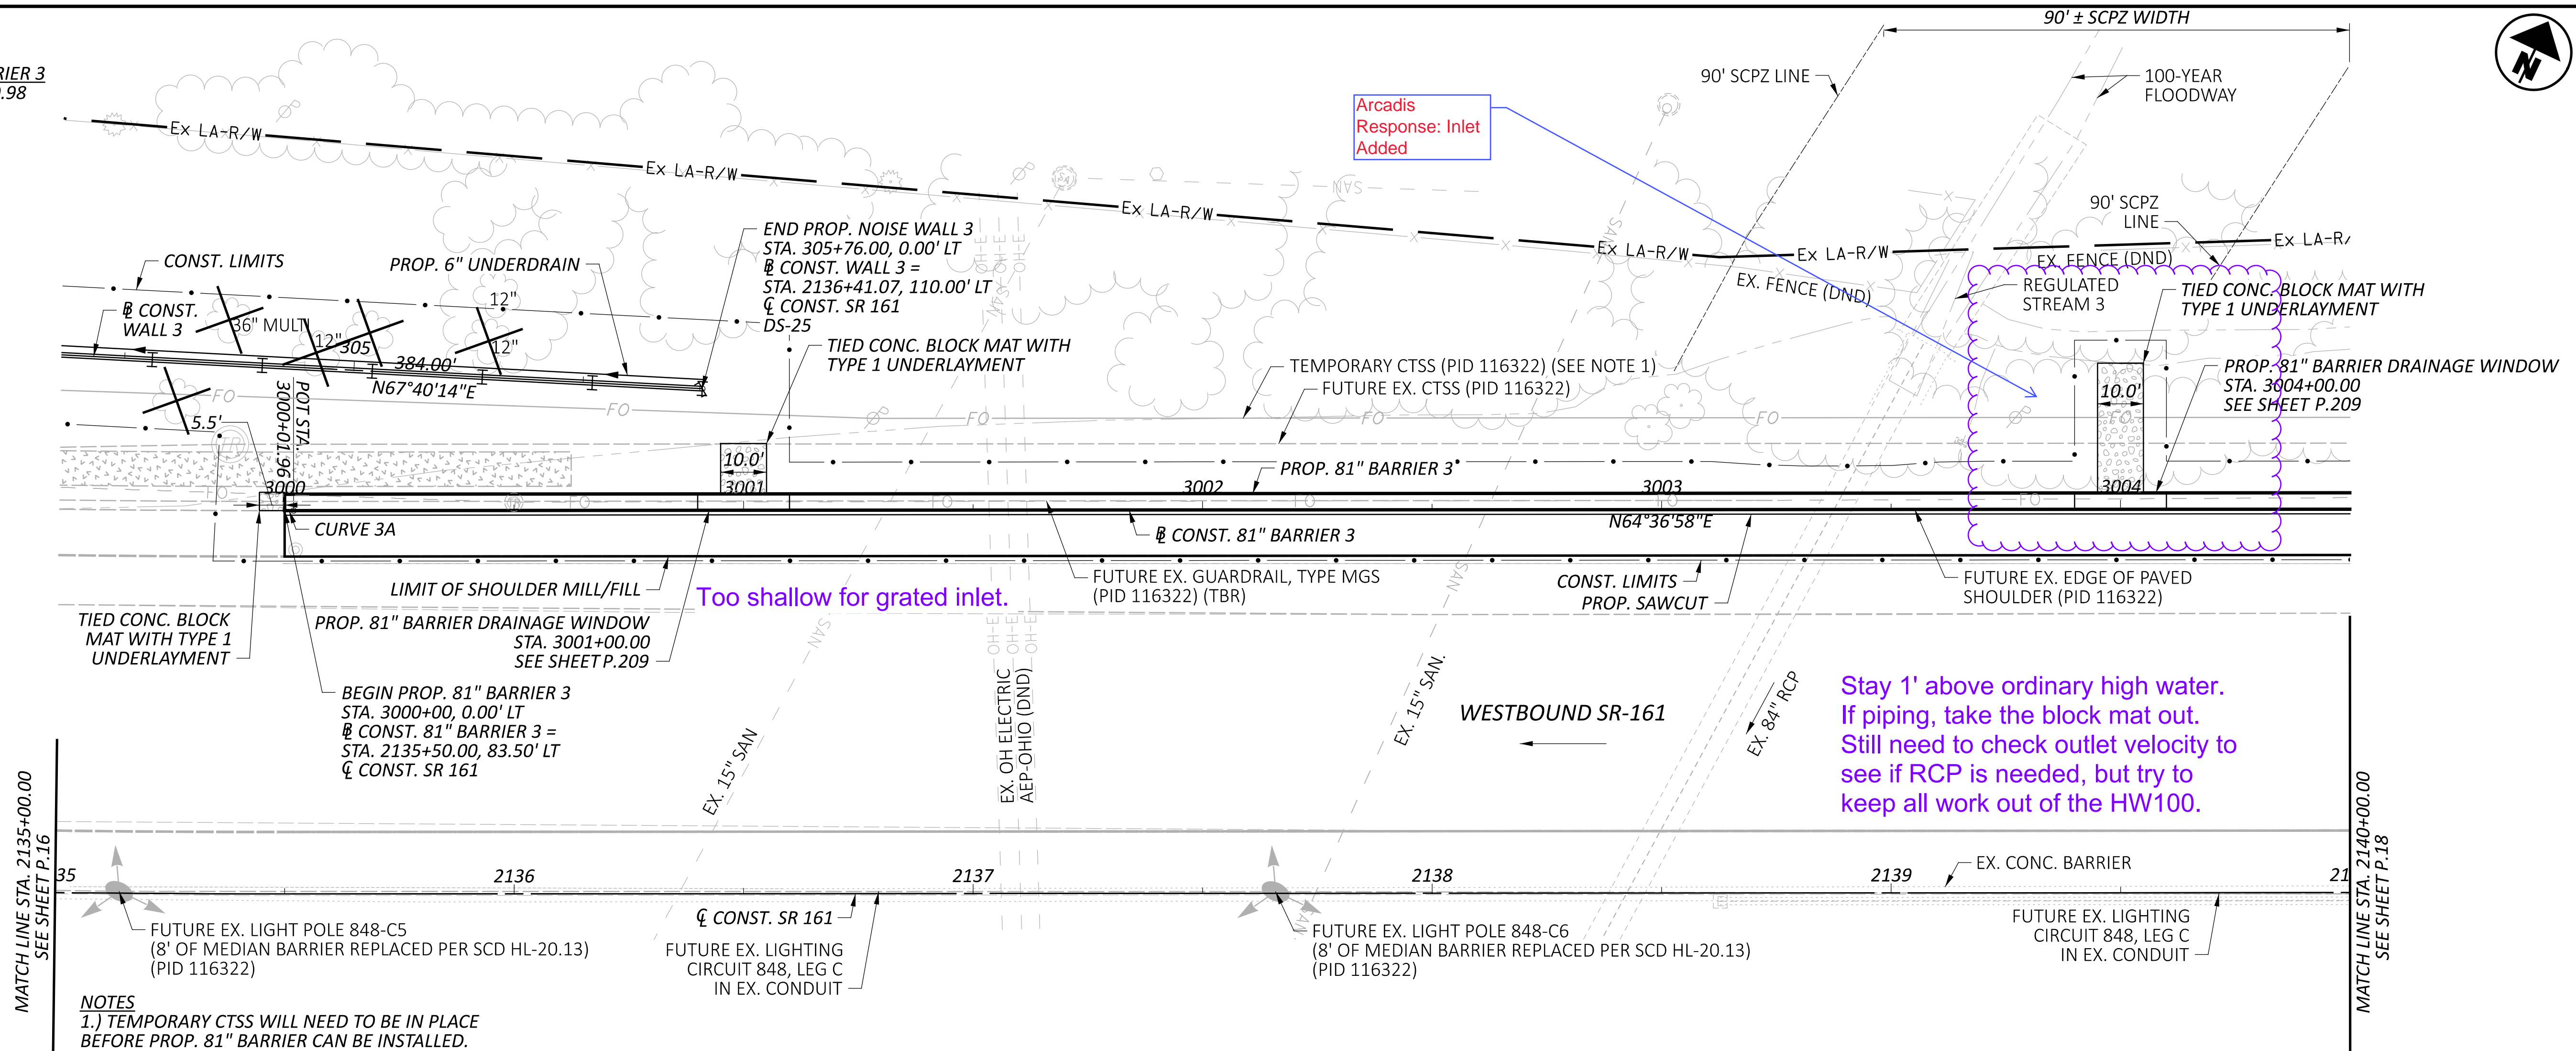 90' ± SCPZ WIDTH
N
RIER 3
.98
90' SCPZ LINE
100-YEAR
FLOODWAY
Arcadis
Response: Inlet
Added
Ex LA-R/W
Ex LA-R/W
Ex LA-R/W
Ex LA-R/W
Ex LA-R/W
Ex LA-R/
SAN
SAN
90' SCPZ
LINE
EX. FENCE (DND)
EX. FENCE (DND)
REGULATED
STREAM 3
TIED CONC. BLOCK MAT WITH
TYPE 1 UNDERLAYMENT
END PROP. NOISE WALL 3
STA. 305+76.00, 0.00' LT
℄ CONST. WALL 3 =
STA. 2136+41.07, 110.00' LT
℄ CONST. SR 161
DS-25
CONST. LIMITS
PROP. 6" UNDERDRAIN
12"
B CONST.
WALL 3
36" MULTI
12"
305
12"
384.00'
N67°40'14"E
TIED CONC. BLOCK MAT WITH
TYPE 1 UNDERLAYMENT
TEMPORARY CTSS (PID 116322) (SEE NOTE 1)
FUTURE EX. CTSS (PID 116322)
PROP. 81" BARRIER DRAINAGE WINDOW
STA. 3004+00.00
SEE SHEET P.209
10.0'
FO
FO
FO
FO
FO
5.5'
POT STA.
3000+01.96
10.0'
PROP. 81" BARRIER 3
3000
3001
3002
3003
3004
CURVE 3A
B CONST. 81" BARRIER 3
N64°36'58"E
LIMIT OF SHOULDER MILL/FILL
Too shallow for grated inlet.
FUTURE EX. GUARDRAIL, TYPE MGS
(PID 116322) (TBR)
CONST. LIMITS
PROP. SAWCUT
FUTURE EX. EDGE OF PAVED
SHOULDER (PID 116322)
TIED CONC. BLOCK
MAT WITH TYPE 1
UNDERLAYMENT
PROP. 81" BARRIER DRAINAGE WINDOW
STA. 3001+00.00
SEE SHEET P.209
SAN
SAN
OH-E
OH-E
OH-E
BEGIN PROP. 81" BARRIER 3
STA. 3000+00, 0.00' LT
B CONST. 81" BARRIER 3 =
STA. 2135+50.00, 83.50' LT
℄ CONST. SR 161
EX. 15" SAN
EX. OH ELECTRIC
AEP-OHIO (DND)
EX. 15" SAN.
WESTBOUND SR-161
EX. 84" RCP
Stay 1' above ordinary high water.
If piping, take the block mat out.
Still need to check outlet velocity to
see if RCP is needed, but try to
keep all work out of the HW100.
MATCH LINE STA. 2135+00.00
SEE SHEET P.16
MATCH LINE STA. 2140+00.00
SEE SHEET P.18
35
2136
2137
2138
2139
21
EX. CONC. BARRIER
℄ CONST. SR 161
FUTURE EX. LIGHT POLE 848-C5
(8' OF MEDIAN BARRIER REPLACED PER SCD HL-20.13)
(PID 116322)
FUTURE EX. LIGHTING
CIRCUIT 848, LEG C
IN EX. CONDUIT
SAN
FUTURE EX. LIGHT POLE 848-C6
(8' OF MEDIAN BARRIER REPLACED PER SCD HL-20.13)
(PID 116322)
FUTURE EX. LIGHTING
CIRCUIT 848, LEG C
IN EX. CONDUIT
NOTES
1.) TEMPORARY CTSS WILL NEED TO BE IN PLACE
BEFORE PROP. 81" BARRIER CAN BE INSTALLED.